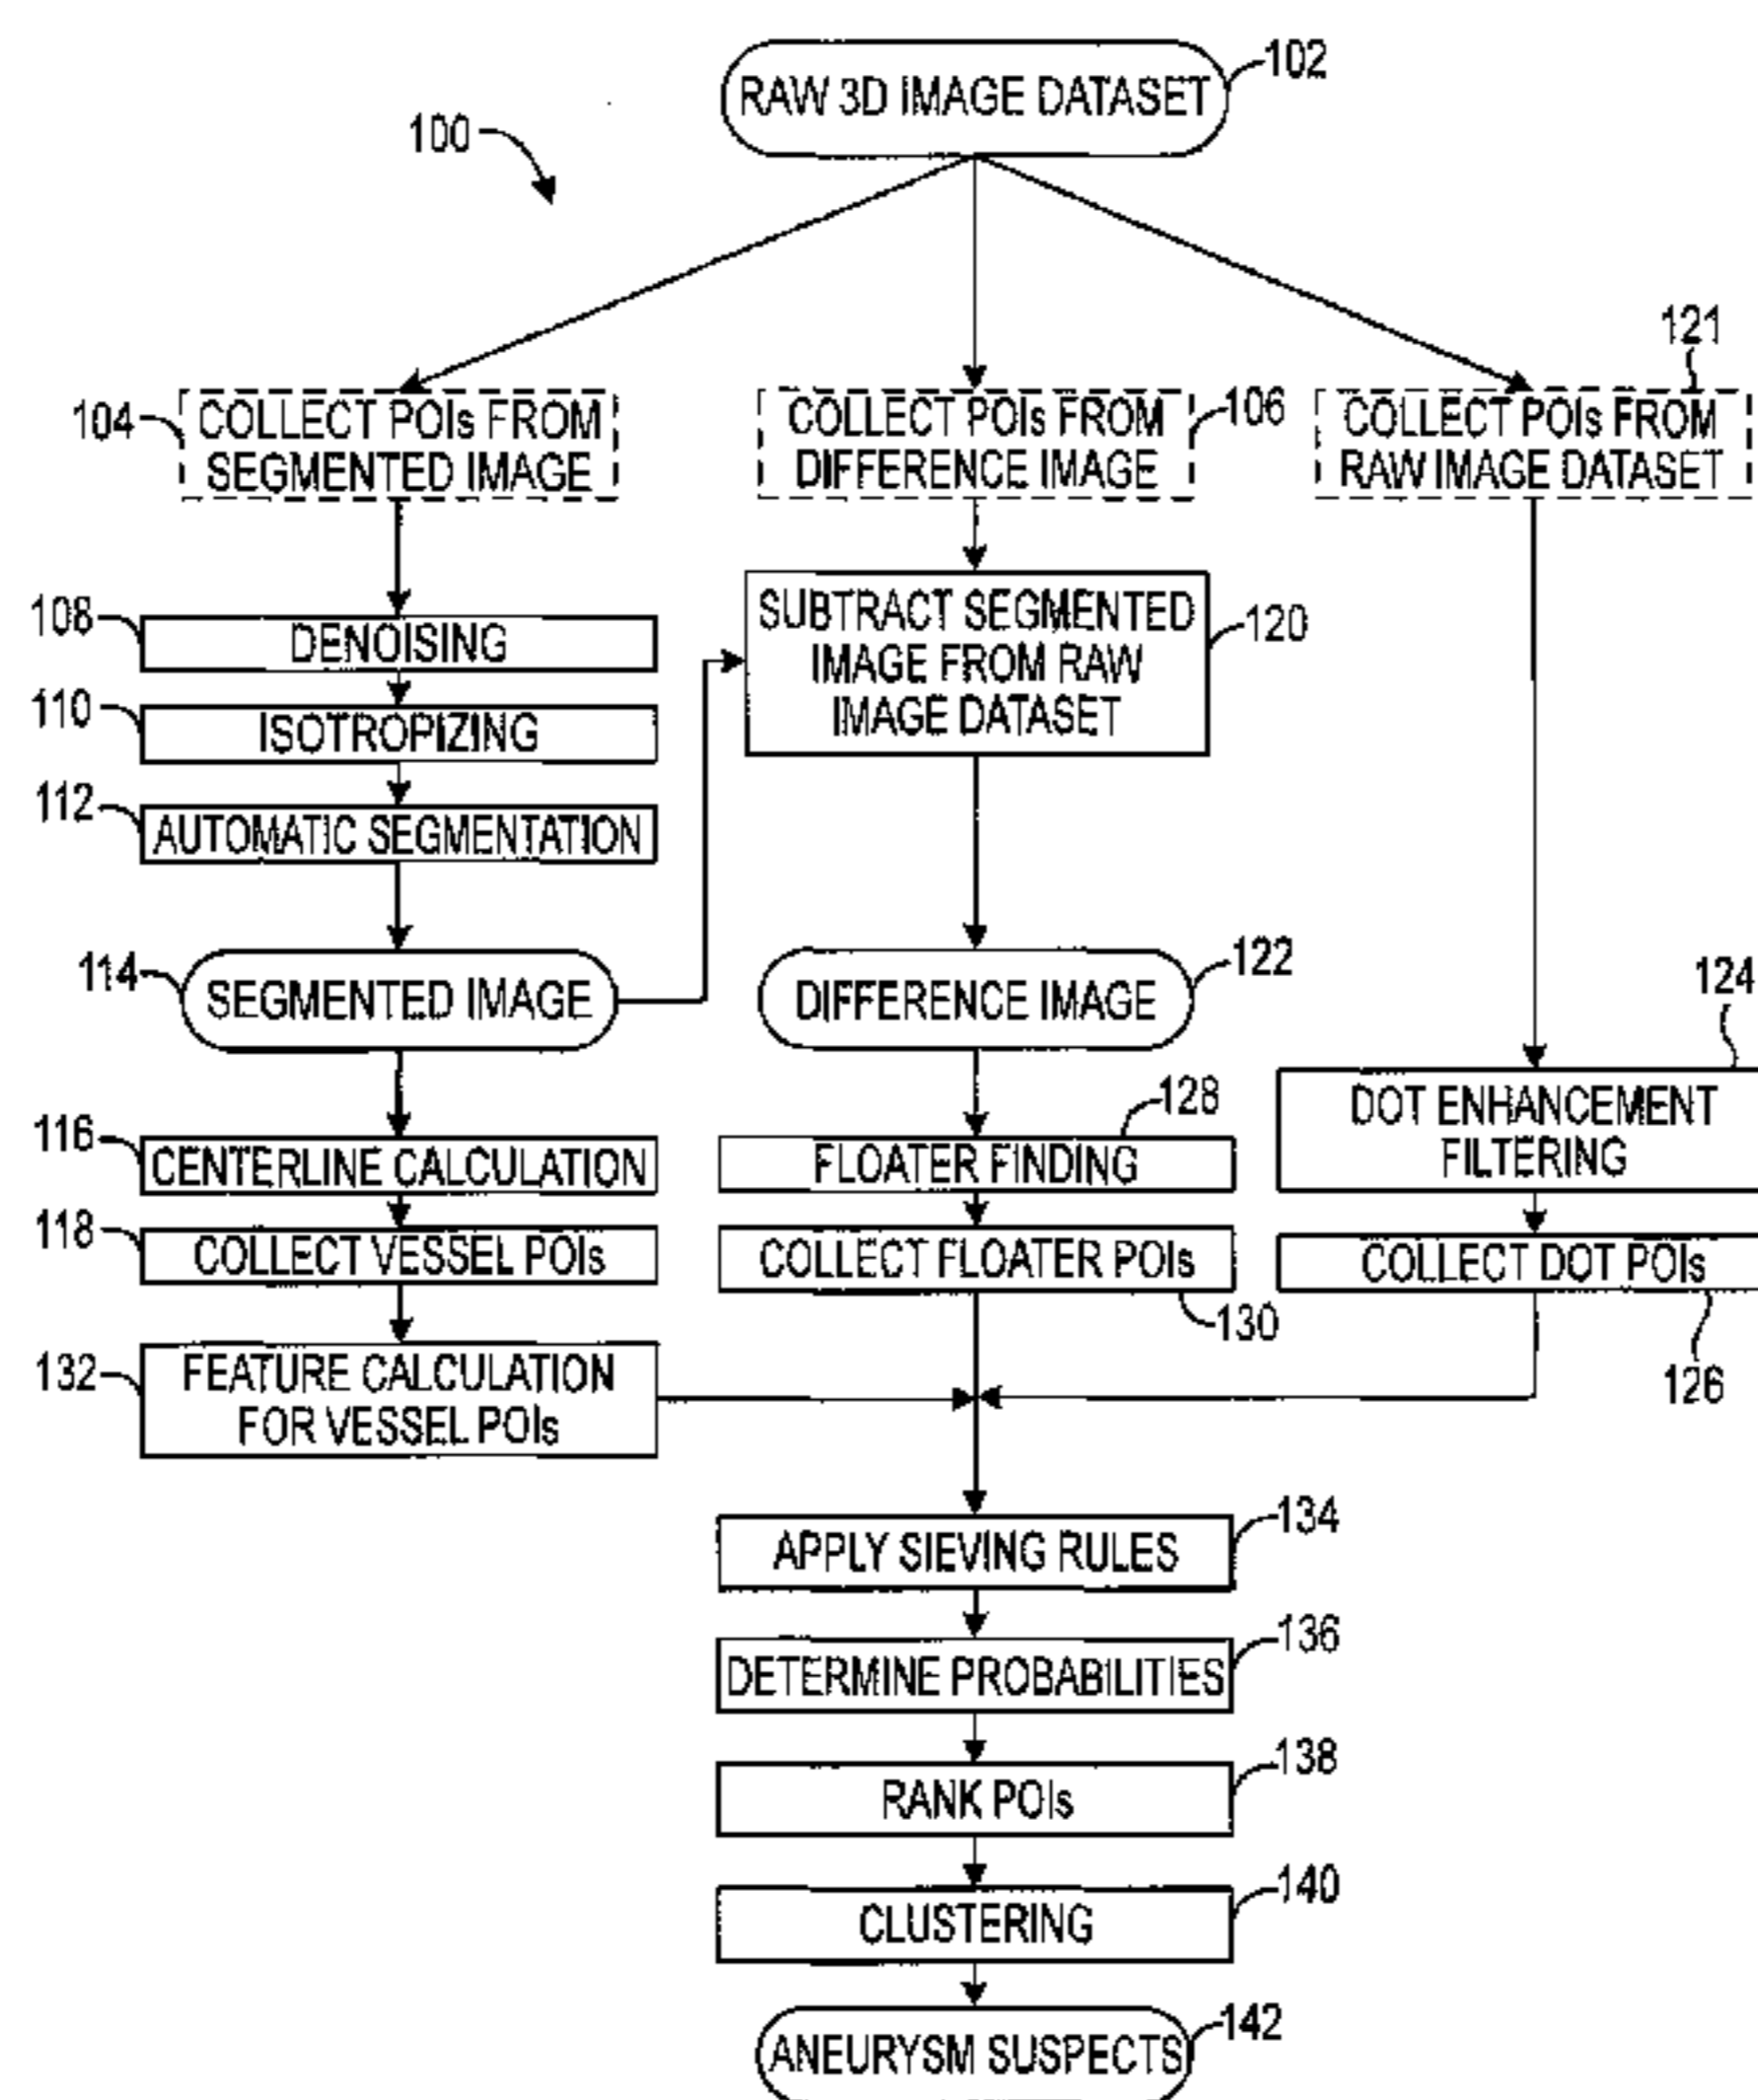 RAW 3D IMAGE DATASET
102
100
121
104
COLLECT POIs FROM
SEGMENTED IMAGE
COLLECT POIs FROM
DIFFERENCE IMAGE
106
COLLECT POIs FROM
RAW IMAGE DATASET
108
DENOISING
110
ISOTROPIZING
112
AUTOMATIC SEGMENTATION
SUBTRACT SEGMENTED
IMAGE FROM RAW
IMAGE DATASET
120
114
SEGMENTED IMAGE
DIFFERENCE IMAGE
122
124
DOT ENHANCEMENT
FILTERING
116
CENTERLINE CALCULATION
128
FLOATER FINDING
118
COLLECT VESSEL POIs
COLLECT FLOATER POIs
130
COLLECT DOT POIs
126
132
FEATURE CALCULATION
FOR VESSEL POIs
APPLY SIEVING RULES
134
DETERMINE PROBABILITIES
136
RANK POIs
138
CLUSTERING
140
ANEURYSM SUSPECTS
142